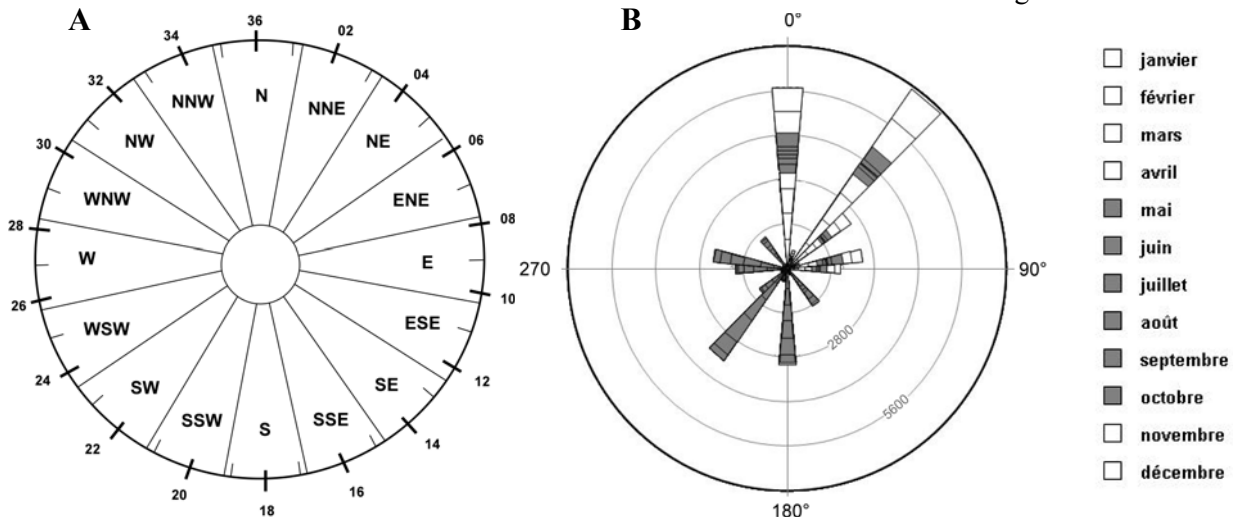 A
36
02
04
06
08
10
12
14
16
18
20
22
24
26
28
30
32
34
N
NNE
NE
ENE
E
ESE
SE
SSE
S
SSW
SW
WSW
W
WNW
NW
NNW
B
0°
90°
180°
270
2800
5600
janvier
février
mars
avril
mai
juin
juillet
août
septembre
octobre
novembre
décembre